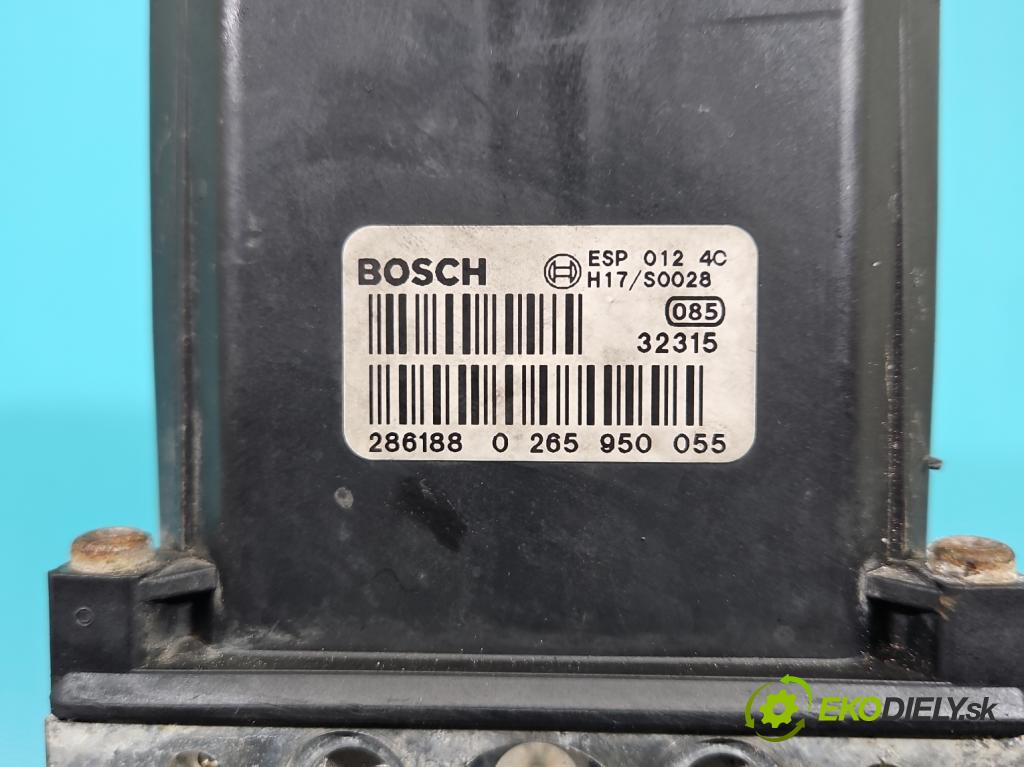 BOSCH
ESP 012 4C
H17/S0028
085
32315
286188 0 265 950 055
EKODIELY.sk